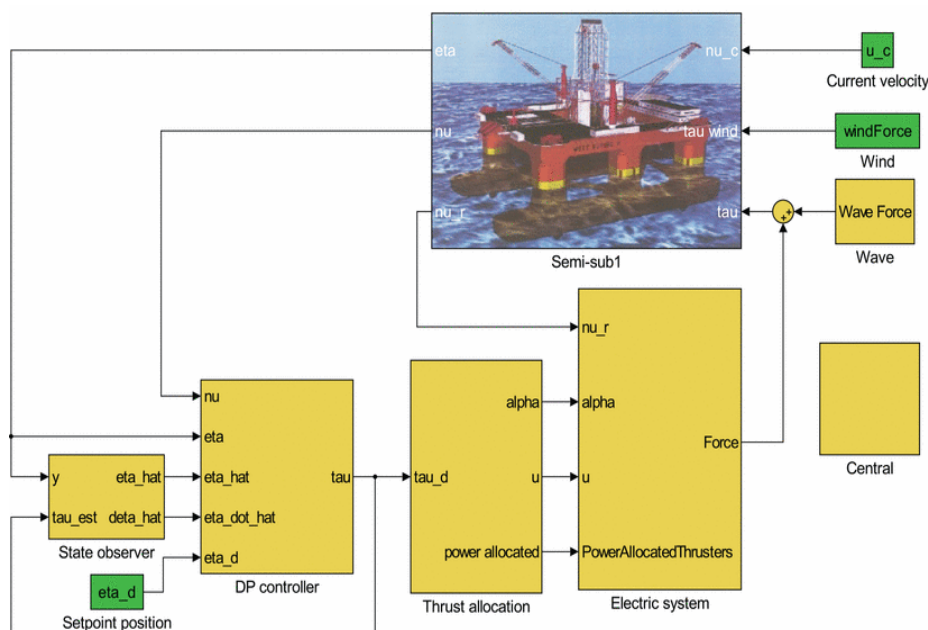 eta
nu_c
u_c
Current velocity
nu
tau wind
windForce
Wind
nu_r
tau
+
+
Wave Force
Wave
Semi-sub1
nu_r
alpha
u
PowerAllocatedThrusters
Force
Electric system
Central
alpha
tau_d
u
power allocated
Thrust allocation
nu
eta
eta_hat
tau
eta_dot_hat
eta_d
DP controller
y
eta_hat
tau_est
deta_hat
State observer
eta_d
Setpoint position